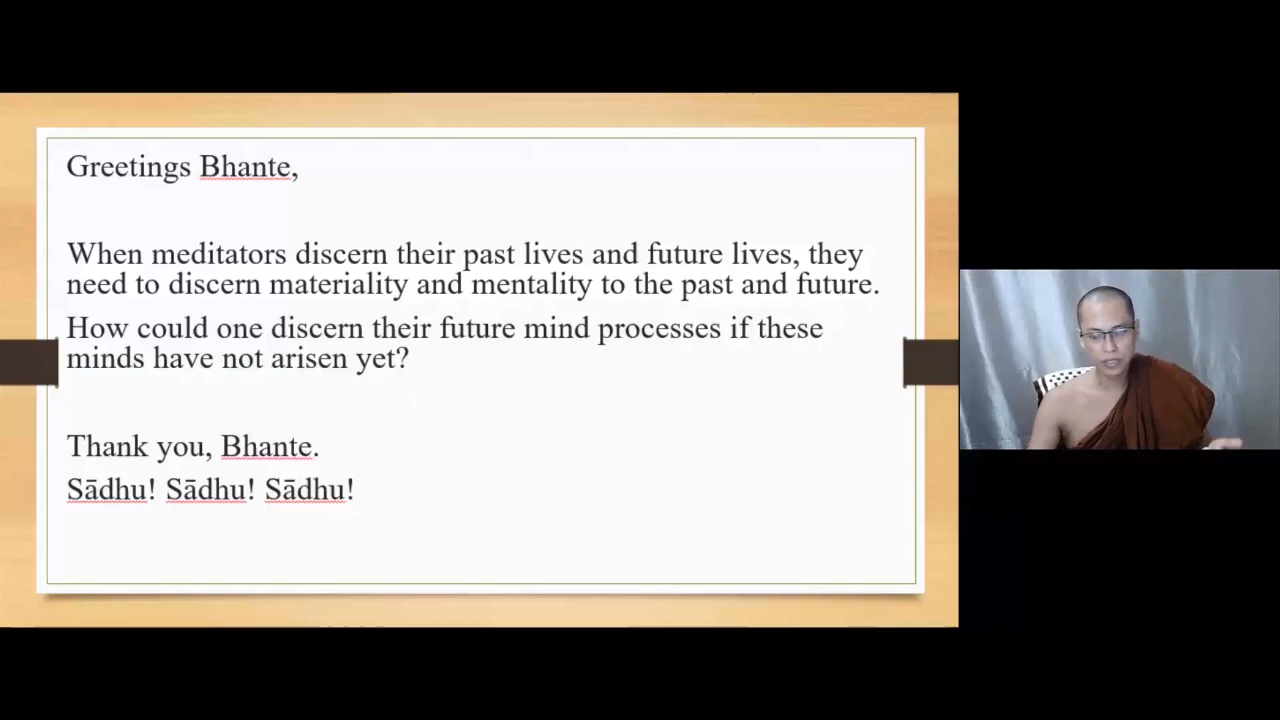 Greetings Bhante,
When meditators discern their past lives and future lives, they
need to discern materiality and mentality to the past and future.
How could one discern their future mind processes if these
minds have not arisen yet?
Thank you, Bhante.
Sādhu! Sādhu! Sādhu!